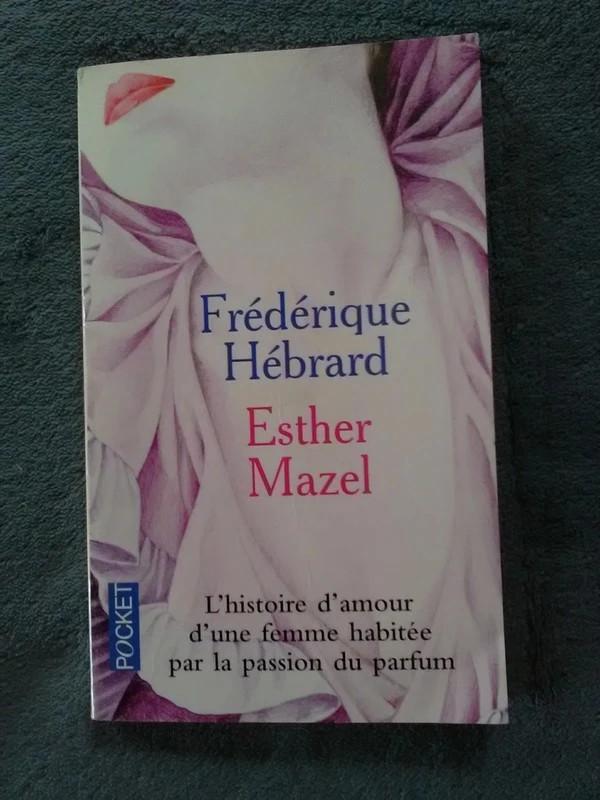 Frédérique
Hébrard
Esther
Mazel
POCKET
L'histoire d'amour
d'une femme habitée
par la passion du parfum